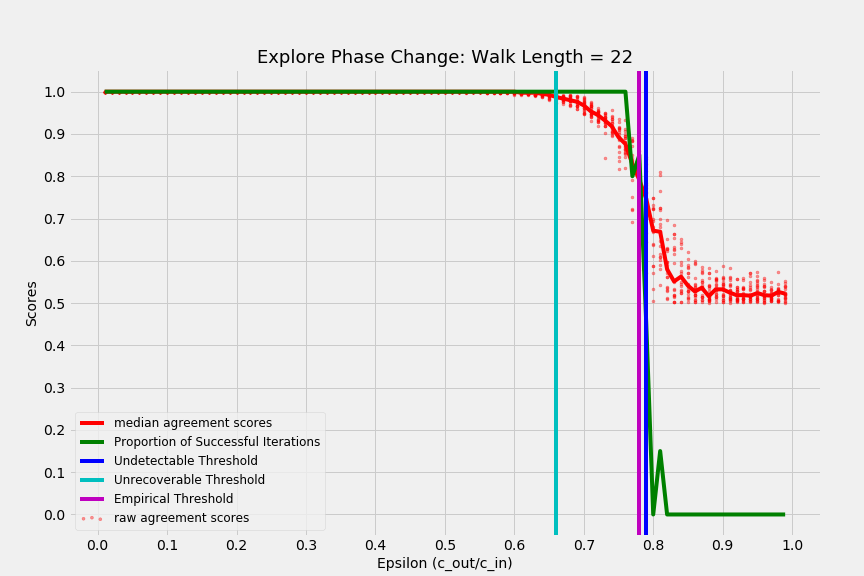 Explore Phase Change: Walk Length = 22
1.0
0.9
0.8
0.7
0.6
0.5
0.4
0.3
0.2
0.1
0.0
Scores
median agreement scores
Proportion of Successful Iterations
Undetectable Threshold
Unrecoverable Threshold
Empirical Threshold
raw agreement scores
0.0 0.1 0.2 0.3 0.4 0.5 0.6 0.7 0.8 0.9 1.0
Epsilon (c_out/c_in)